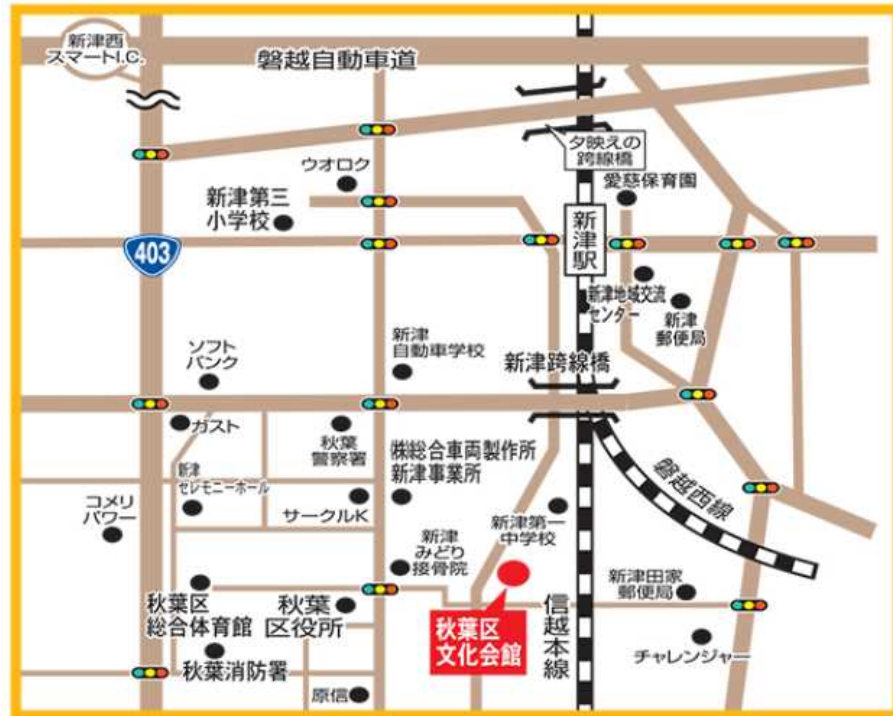 新津西
スマートI.C.
磐越自動車道
夕映えの
跨線橋
ウオロク
愛慈保育園
新津第三
小学校
新津駅
403
新津地域交流
センター
新津
郵便局
新津
自動車学校
ソフト
バンク
新津跨線橋
ガスト
秋葉
警察署
㈱総合車両製作所
新津事業所
磐越西線
新津
セレモニーホール
コメリ
パワー
サークルK
新津第一
中学校
新津
みどり
接骨院
新津田家
郵便局
秋葉区
総合体育館
秋葉
区役所
秋葉区
文化会館
信越本線
チャレンジャー
秋葉消防署
原信